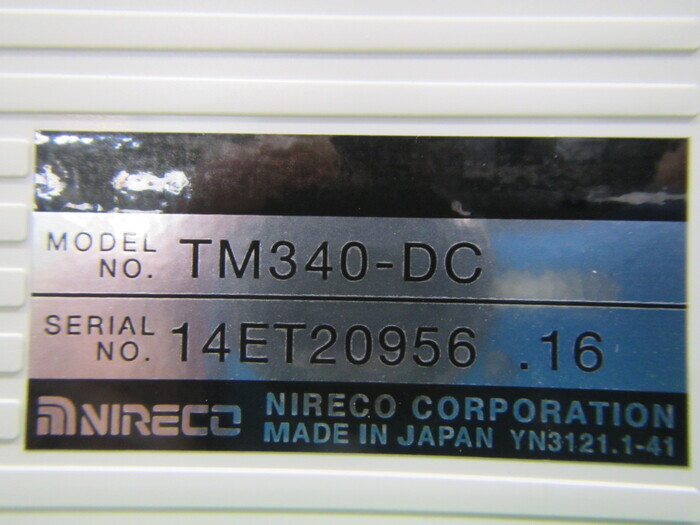 MODEL NO. TM340-DC
SERIAL NO. 14ET20956 .16
NIRECO NIRECO CORPORATION
MADE IN JAPAN YN3121.1-41